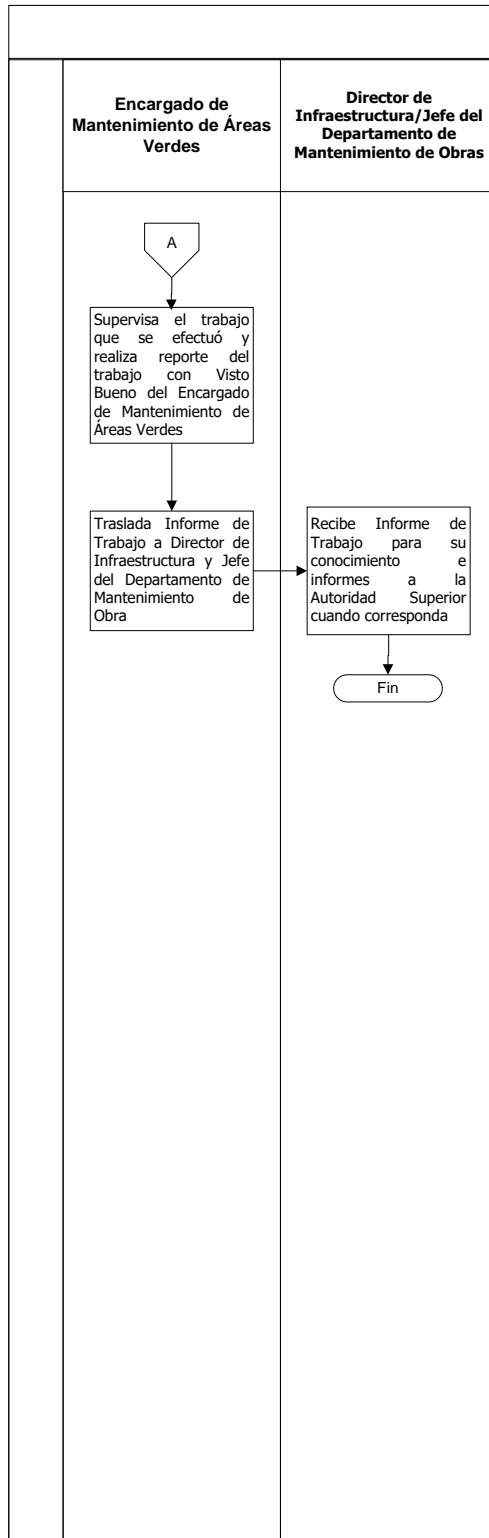 Encargado de
Mantenimiento de Áreas
Verdes
Director de
Infraestructura/Jefe del
Departamento de
Mantenimiento de Obras
A
Supervisa el trabajo
que se efectuó y
realiza reporte del
trabajo con Visto
Bueno del Encargado
de Mantenimiento de
Áreas Verdes
Traslada Informe de
Trabajo a Director de
Infraestructura y Jefe
del Departamento de
Mantenimiento de
Obra
Recibe Informe de
Trabajo para su
conocimiento e
informes a la
Autoridad Superior
cuando corresponda
Fin